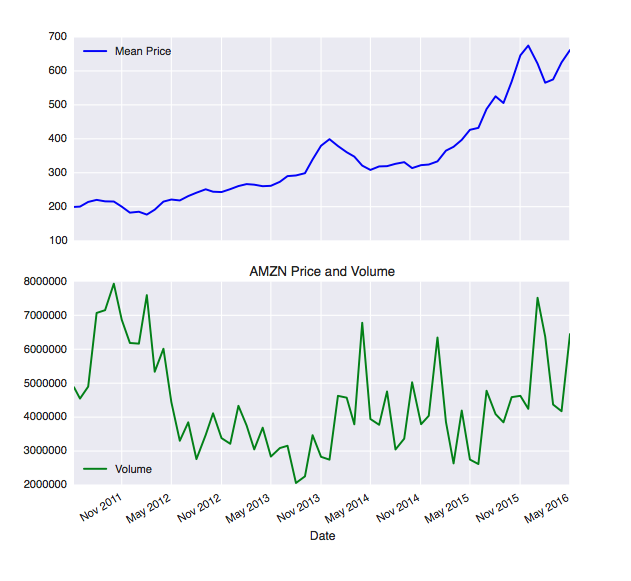 700
Mean Price
600
500
400
300
200
100
AMZN Price and Volume
8000000
7000000
6000000
5000000
4000000
3000000
Volume
2000000
Nov 2011
May 2012
Nov 2012
May 2013
Nov 2013
May 2014
Nov 2014
May 2015
Nov 2015
May 2016
Date